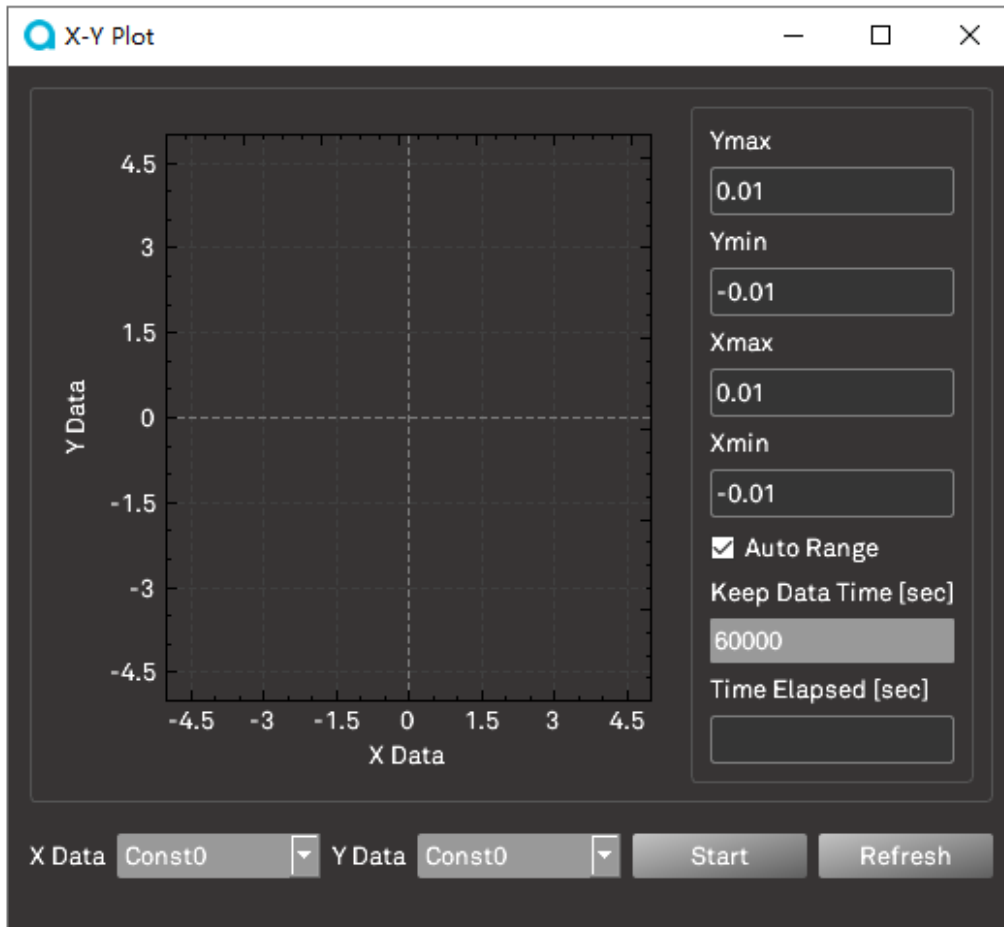 X-Y Plot
4.5
3
1.5
0
-1.5
-3
-4.5
Y Data
-4.5 -3 -1.5 0 1.5 3 4.5
X Data
Ymax
0.01
Ymin
-0.01
Xmax
0.01
Xmin
-0.01
Auto Range
Keep Data Time [sec]
60000
Time Elapsed [sec]
X Data Const0 Y Data Const0 Start Refresh